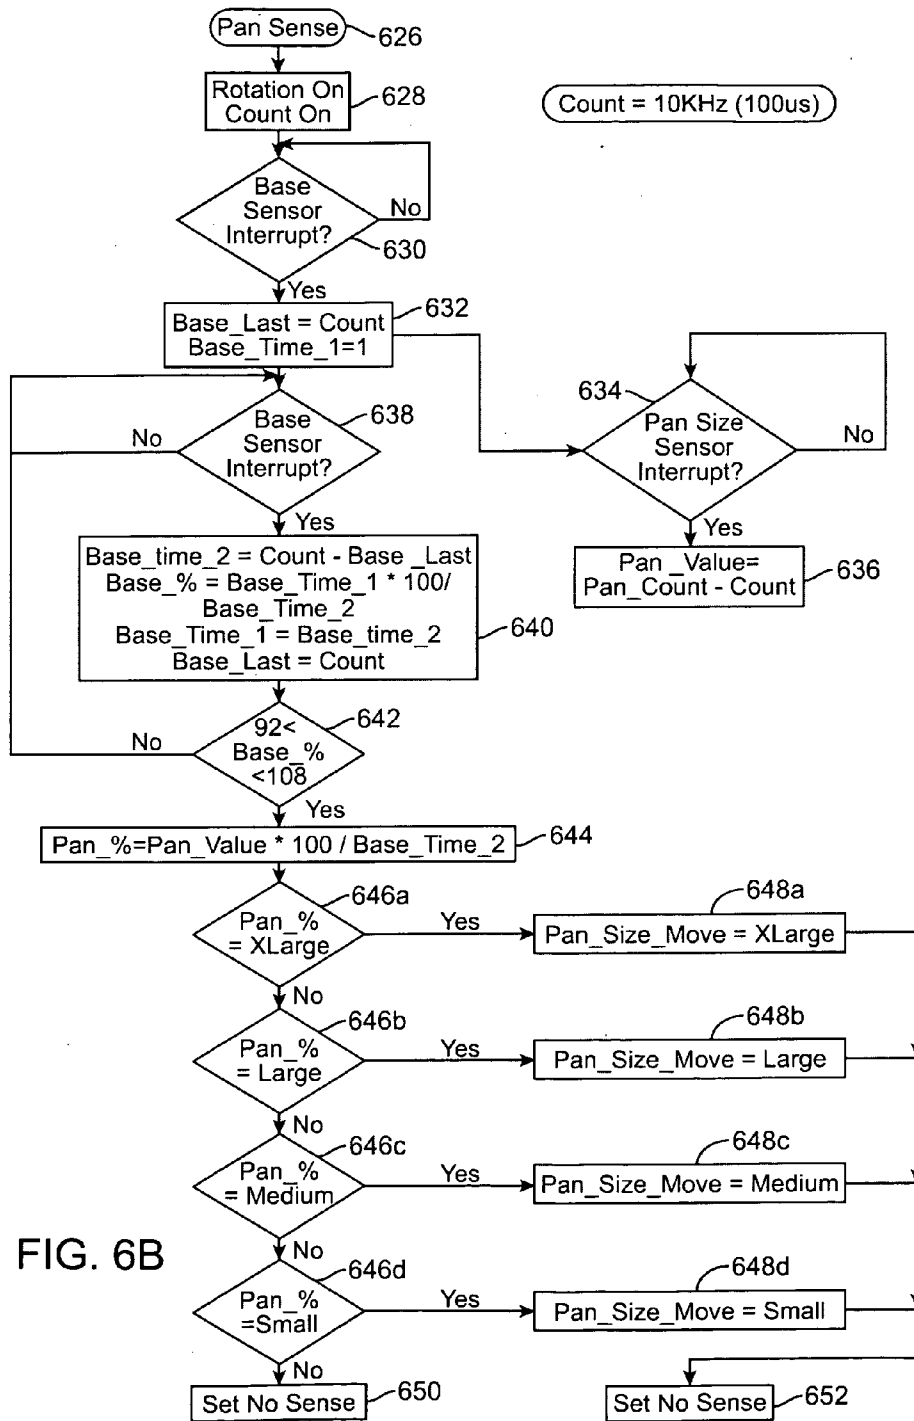 Pan Sense
626
Rotation On
Count On
628
Count = 10KHz (100us)
Base
Sensor
Interrupt?
No
630
Yes
Base_Last = Count
Base_Time_1=1
632
634
Pan Size
Sensor
Interrupt?
No
Yes
Pan _Value=
Pan_Count - Count
636
Base
Sensor
Interrupt?
638
No
Yes
Base_time_2 = Count - Base _Last
Base_% = Base_Time_1 * 100/
Base_Time_2
Base_Time_1 = Base_time_2
Base_Last = Count
640
92<
Base_%
<108
642
No
Yes
Pan_%=Pan_Value * 100 / Base_Time_2
644
Pan_%
= XLarge
646a
Yes
Pan_Size_Move = XLarge
648a
No
Pan_%
= Large
646b
Yes
Pan_Size_Move = Large
648b
No
Pan_%
= Medium
646c
Yes
Pan_Size_Move = Medium
648c
No
FIG. 6B
Pan_%
=Small
646d
Yes
Pan_Size_Move = Small
648d
No
Set No Sense
650
Set No Sense
652